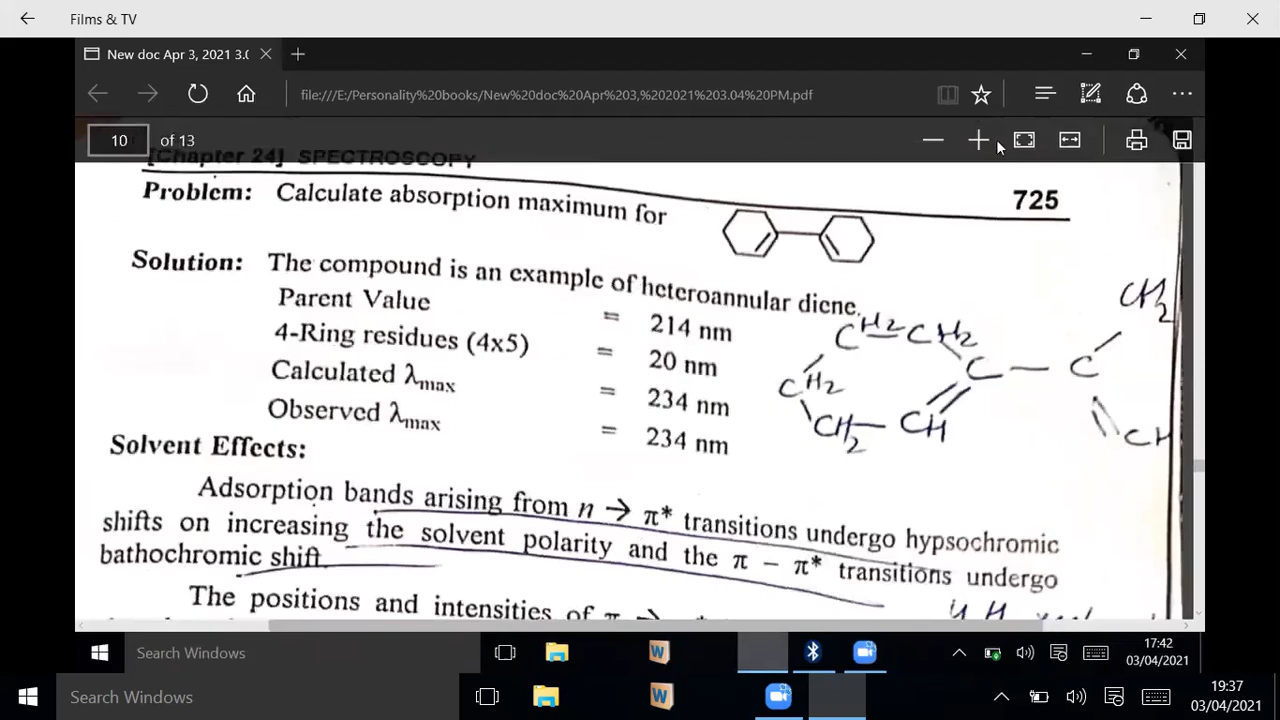 Films & TV
New doc Apr 3, 2021 3.0
file:///E:/Personality%20books/New%20doc%20Apr%203,%202021%203.04%20PM.pdf
10 of 13
[Chapter 24] SPECTROSCOPY
725
Problem: Calculate absorption maximum for
Solution: The compound is an example of heteroannular diene.
Parent Value = 214 nm
4-Ring residues (4x5) = 20 nm
Calculated λmax = 234 nm
Observed λmax = 234 nm
CH2
CH2 CH2
C C
CH2
CH2 CH
CH
Solvent Effects:
Adsorption bands arising from n → π* transitions undergo hypsochromic
shifts on increasing the solvent polarity and the π – π* transitions undergo
bathochromic shift.
The positions and intensities of π → *
Search Windows
17:42
03/04/2021
Search Windows
19:37
03/04/2021